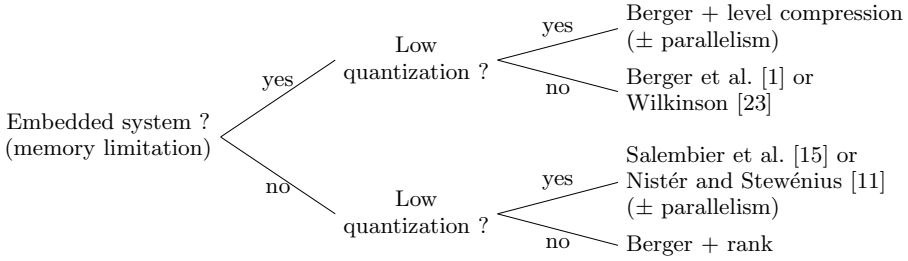 Embedded system ?
(memory limitation)
yes
no
Low
quantization ?
yes
no
Berger + level compression
(± parallelism)
Berger et al. [1] or
Wilkinson [23]
Low
quantization ?
yes
no
Salembier et al. [15] or
Nistér and Stewénius [11]
(± parallelism)
Berger + rank